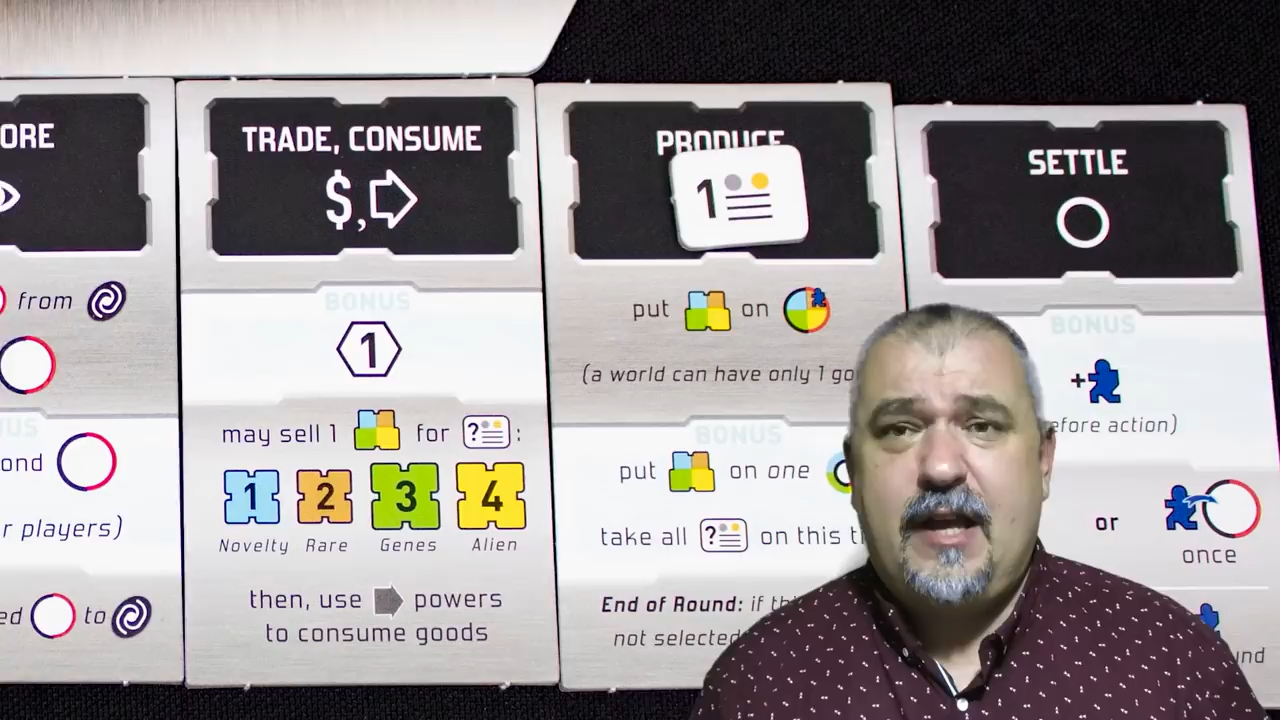 ORE
from
ond
r players)
ed
to
TRADE, CONSUME
$,
BONUS
1
may sell 1 for ? :
1 2 3 4
Novelty Rare Genes Alien
then, use powers
to consume goods
PRODUCE
1
put on
(a world can have only 1 go
BONUS
put on one
take all ? on this t
End of Round: if thi
not selected
SETTLE
BONUS
+
efore action)
or
once
und